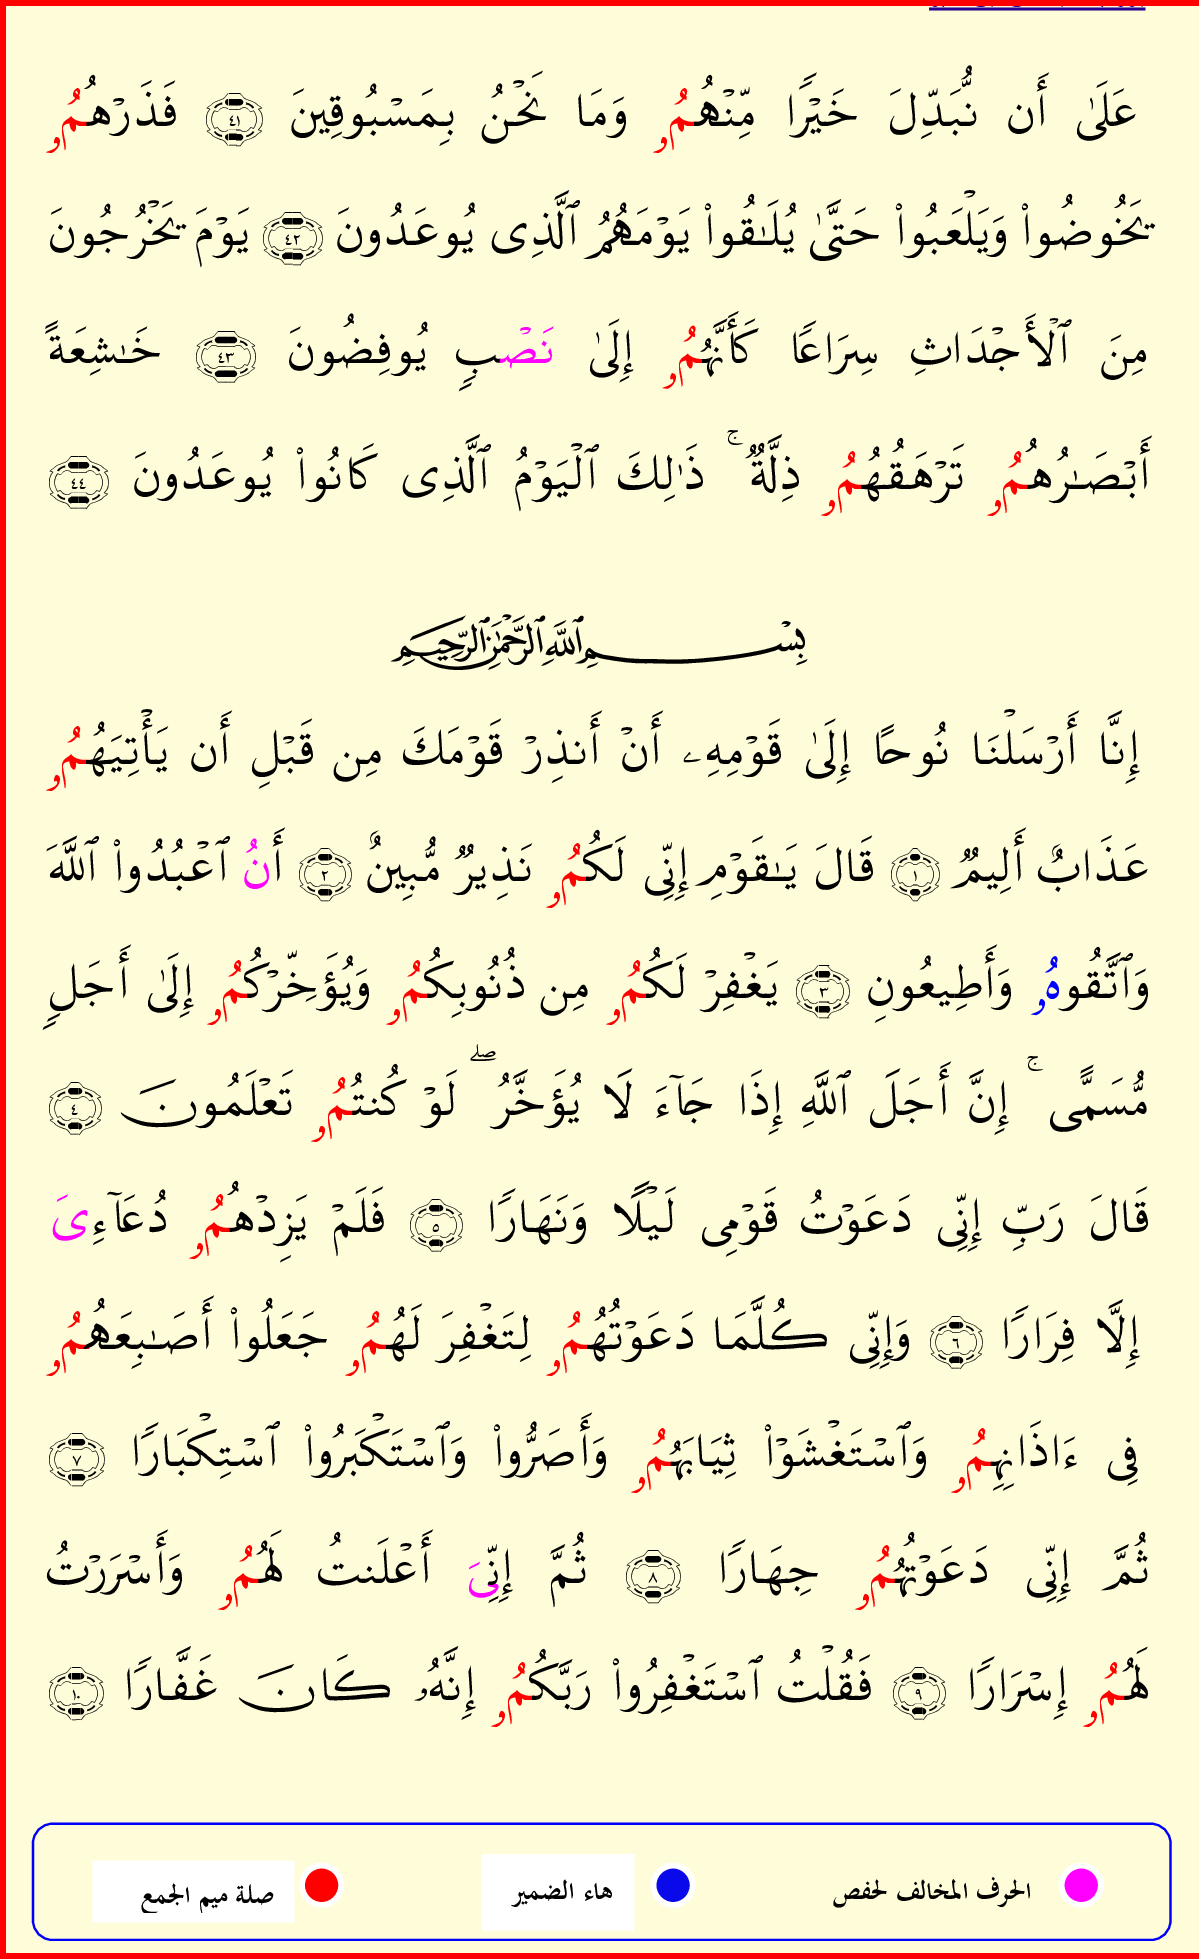 عَلَىٰٓ أَن نُّبَدِّلَ خَيْرًا مِّنْهُمُۥ وَمَا نَحْنُ بِمَسْبُوقِينَ ٤١ فَذَرْهُمُۥ
يَخُوضُوا۟ وَيَلْعَبُوا۟ حَتَّىٰ يُلَـٰقُوا۟ يَوْمَهُمُ ٱلَّذِى يُوعَدُونَ ٤٢ يَوْمَ يَخْرُجُونَ
مِنَ ٱلْأَجْدَاثِ سِرَاعًا كَأَنَّهُمُۥ إِلَىٰ نَصْبٍ يُوفِضُونَ ٤٣ خَـٰشِعَةً
أَبْصَـٰرُهُمُۥ تَرْهَقُهُمُۥ ذِلَّةٌ ۚ ذَٰلِكَ ٱلْيَوْمُ ٱلَّذِى كَانُوا۟ يُوعَدُونَ ٤٤
بِسْمِ ٱللَّهِ ٱلرَّحْمَـٰنِ ٱلرَّحِيمِ
إِنَّا أَرْسَلْنَا نُوحًا إِلَىٰ قَوْمِهِۦ أَنْ أَنذِرْ قَوْمَكَ مِن قَبْلِ أَن يَأْتِيَهُمُۥ
عَذَابٌ أَلِيمٌ ١ قَالَ يَـٰقَوْمِ إِنِّى لَكُمُۥ نَذِيرٌ مُّبِينٌ ٢ أَنُ ٱعْبُدُوا۟ ٱللَّهَ
وَٱتَّقُوهُۥ وَأَطِيعُونِ ٣ يَغْفِرْ لَكُمُۥ مِن ذُنُوبِكُمُۥ وَيُؤَخِّرْكُمُۥ إِلَىٰ أَجَلٍ
مُّسَمًّى ۚ إِنَّ أَجَلَ ٱللَّهِ إِذَا جَآءَ لَا يُؤَخَّرُ ۖ لَوْ كُنتُمُۥ تَعْلَمُونَ ٤
قَالَ رَبِّ إِنِّى دَعَوْتُ قَوْمِى لَيْلًا وَنَهَارًا ٥ فَلَمْ يَزِدْهُمُۥ دُعَآءِىَ
إِلَّا فِرَارًا ٦ وَإِنِّى كُلَّمَا دَعَوْتُهُمُۥ لِتَغْفِرَ لَهُمُۥ جَعَلُوا۟ أَصَـٰبِعَهُمُۥ
فِى ءَاذَانِهِمُۥ وَٱسْتَغْشَوْا۟ ثِيَابَهُمُۥ وَأَصَرُّوا۟ وَٱسْتَكْبَرُوا۟ ٱسْتِكْبَارًا ٧
ثُمَّ إِنِّى دَعَوْتُهُمُۥ جِهَارًا ٨ ثُمَّ إِنِّىَ أَعْلَنتُ لَهُمُۥ وَأَسْرَرْتُ
لَهُمُۥ إِسْرَارًا ٩ فَقُلْتُ ٱسْتَغْفِرُوا۟ رَبَّكُمُۥ إِنَّهُۥ كَانَ غَفَّارًا ١٠
الحرف المخالف لحفص هاء الضمير صلة ميم الجمع